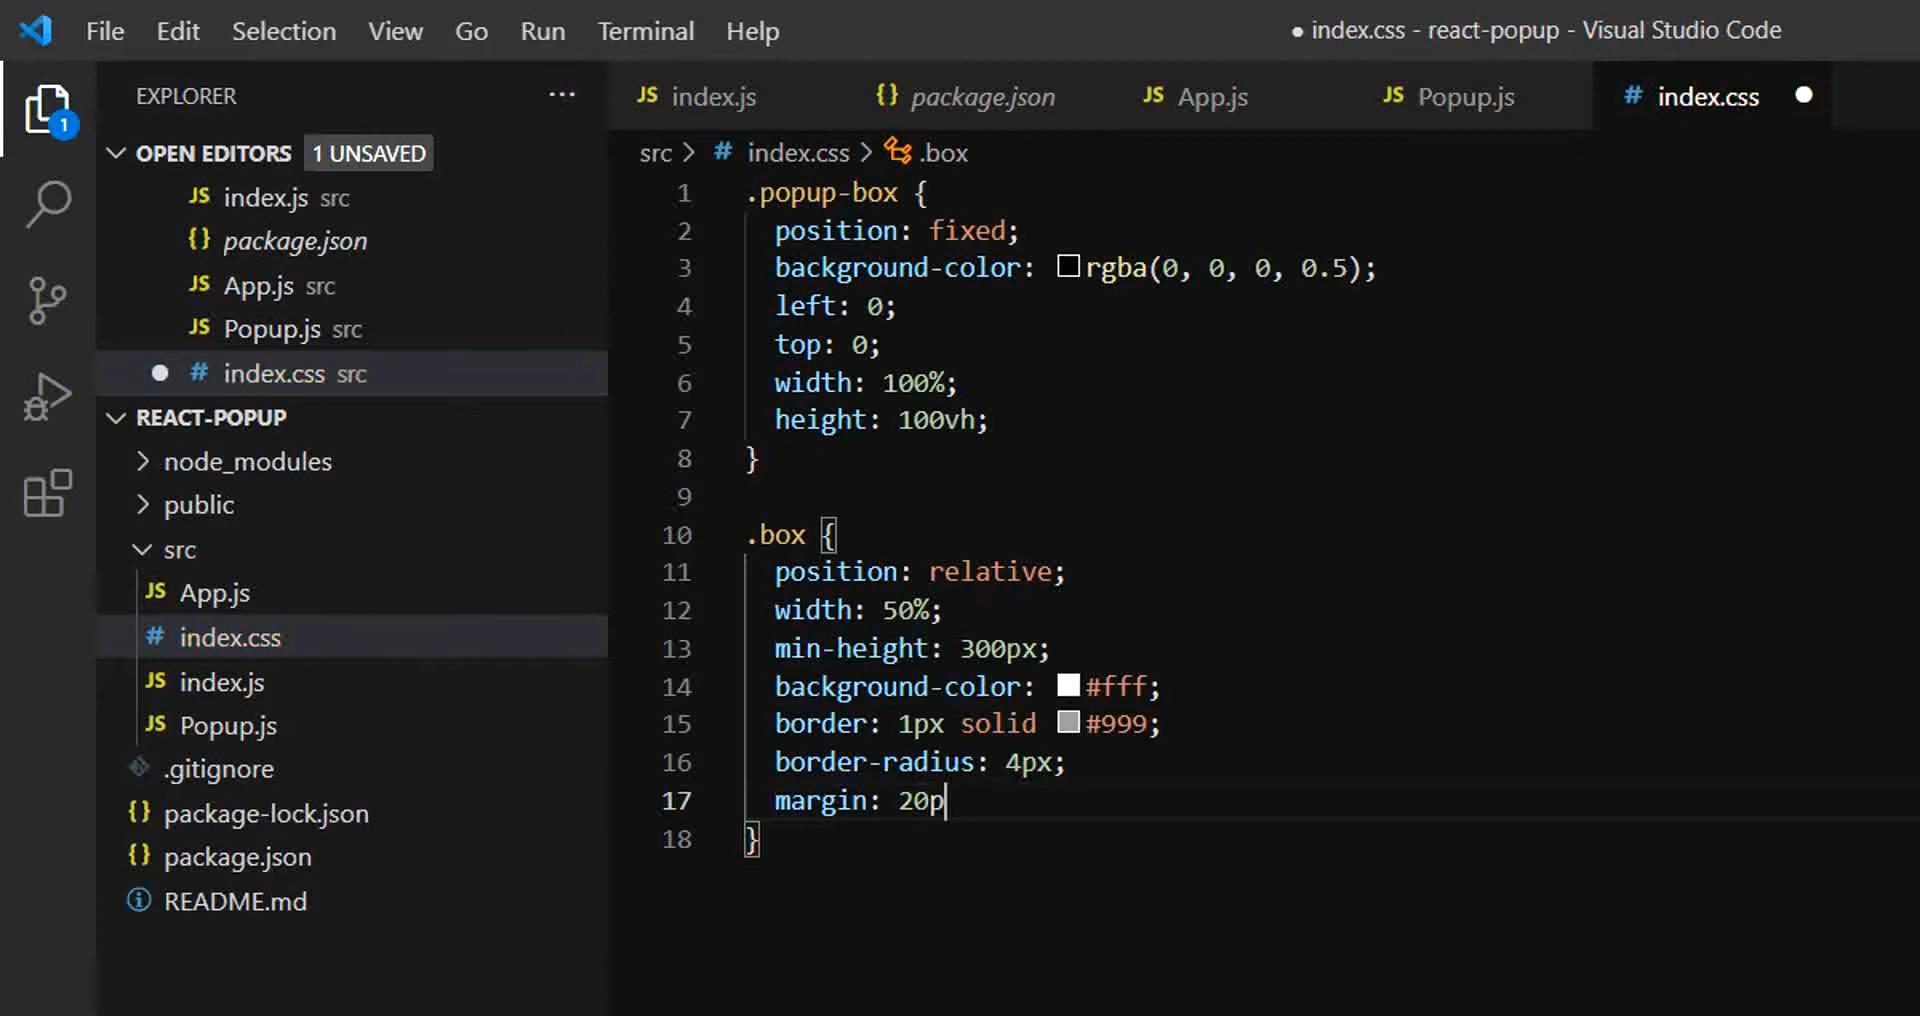 File Edit Selection View Go Run Terminal Help
● index.css - react-popup - Visual Studio Code
EXPLORER ...
1
OPEN EDITORS 1 UNSAVED
JS index.js src
{} package.json
JS App.js src
JS Popup.js src
● # index.css src
REACT-POPUP
node_modules
public
src
JS App.js
# index.css
JS index.js
JS Popup.js
.gitignore
{} package-lock.json
{} package.json
README.md
JS index.js {} package.json JS App.js JS Popup.js # index.css ●
src > # index.css > .box
1 .popup-box {
2 position: fixed;
3 background-color: rgba(0, 0, 0, 0.5);
4 left: 0;
5 top: 0;
6 width: 100%;
7 height: 100vh;
8 }
9
10 .box {
11 position: relative;
12 width: 50%;
13 min-height: 300px;
14 background-color: #fff;
15 border: 1px solid #999;
16 border-radius: 4px;
17 margin: 20p
18 }